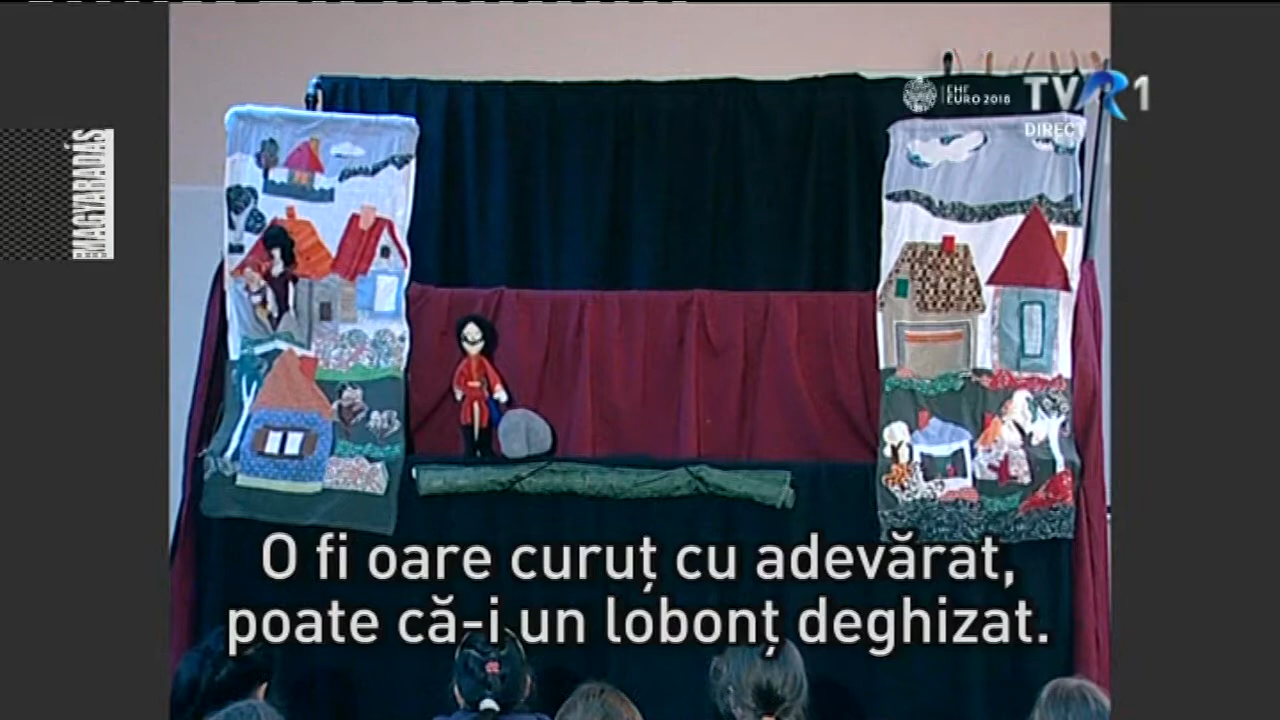 MAGYARADÁS
EHF
EURO 2018
TVR1
DIRECT
O fi oare curuț cu adevărat,
poate că-i un lobonț deghizat.